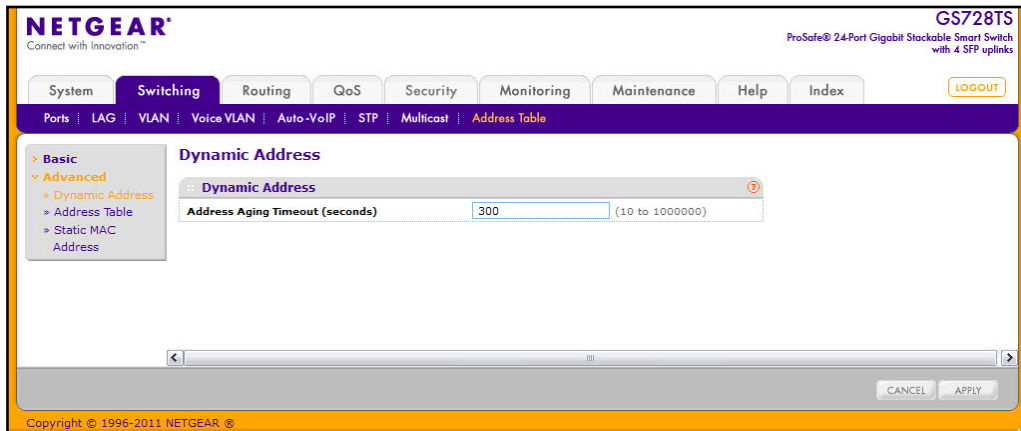 NETGEAR®
Connect with Innovation™
GS728TS
ProSafe® 24-Port Gigabit Stackable Smart Switch
with 4 SFP uplinks
System Switching Routing QoS Security Monitoring Maintenance Help Index LOGOUT
Ports LAG VLAN Voice VLAN Auto-VoIP STP Multicast Address Table
Basic
Advanced
» Dynamic Address
» Address Table
» Static MAC
Address
Dynamic Address
Dynamic Address ?
Address Aging Timeout (seconds) 300 (10 to 1000000)
CANCEL APPLY
Copyright © 1996-2011 NETGEAR ®